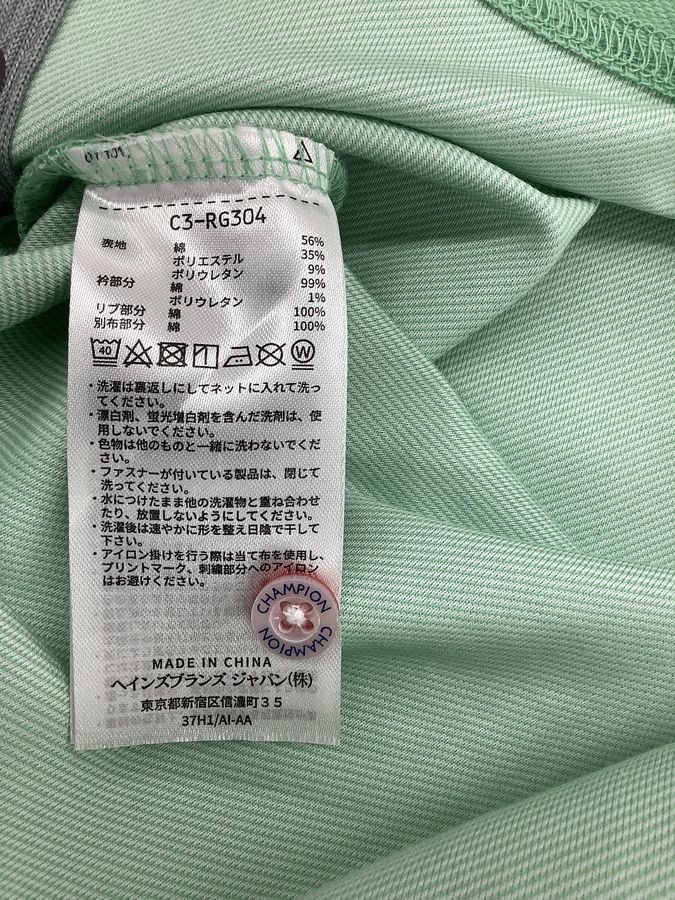 C3-RG304
表地 綿 56%
ポリエステル 35%
ポリウレタン 9%
衿部分 綿 99%
ポリウレタン 1%
リブ部分 綿 100%
別布部分 綿 100%
40 W
・洗濯は裏返しにしてネットに入れて洗っ
てください。
・漂白剤、蛍光増白剤を含んだ洗剤は、使
用しないでください。
・色物は他のものと一緒に洗わないでくだ
さい。
・ファスナーが付いている製品は、閉じて
洗ってください。
・水につけたまま他の洗濯物と重ね合わせ
たり、放置しないようにしてください。
・洗濯後は速やかに形を整え日陰で干して
下さい。
・アイロン掛けを行う際は当て布を使用し、
プリントマーク、刺繍部分へのアイロン
はお避けください。
CHAMPION
CHAMPION
MADE IN CHINA
ヘインズブランズ ジャパン(株)
東京都新宿区信濃町35
37H1/AI-AA